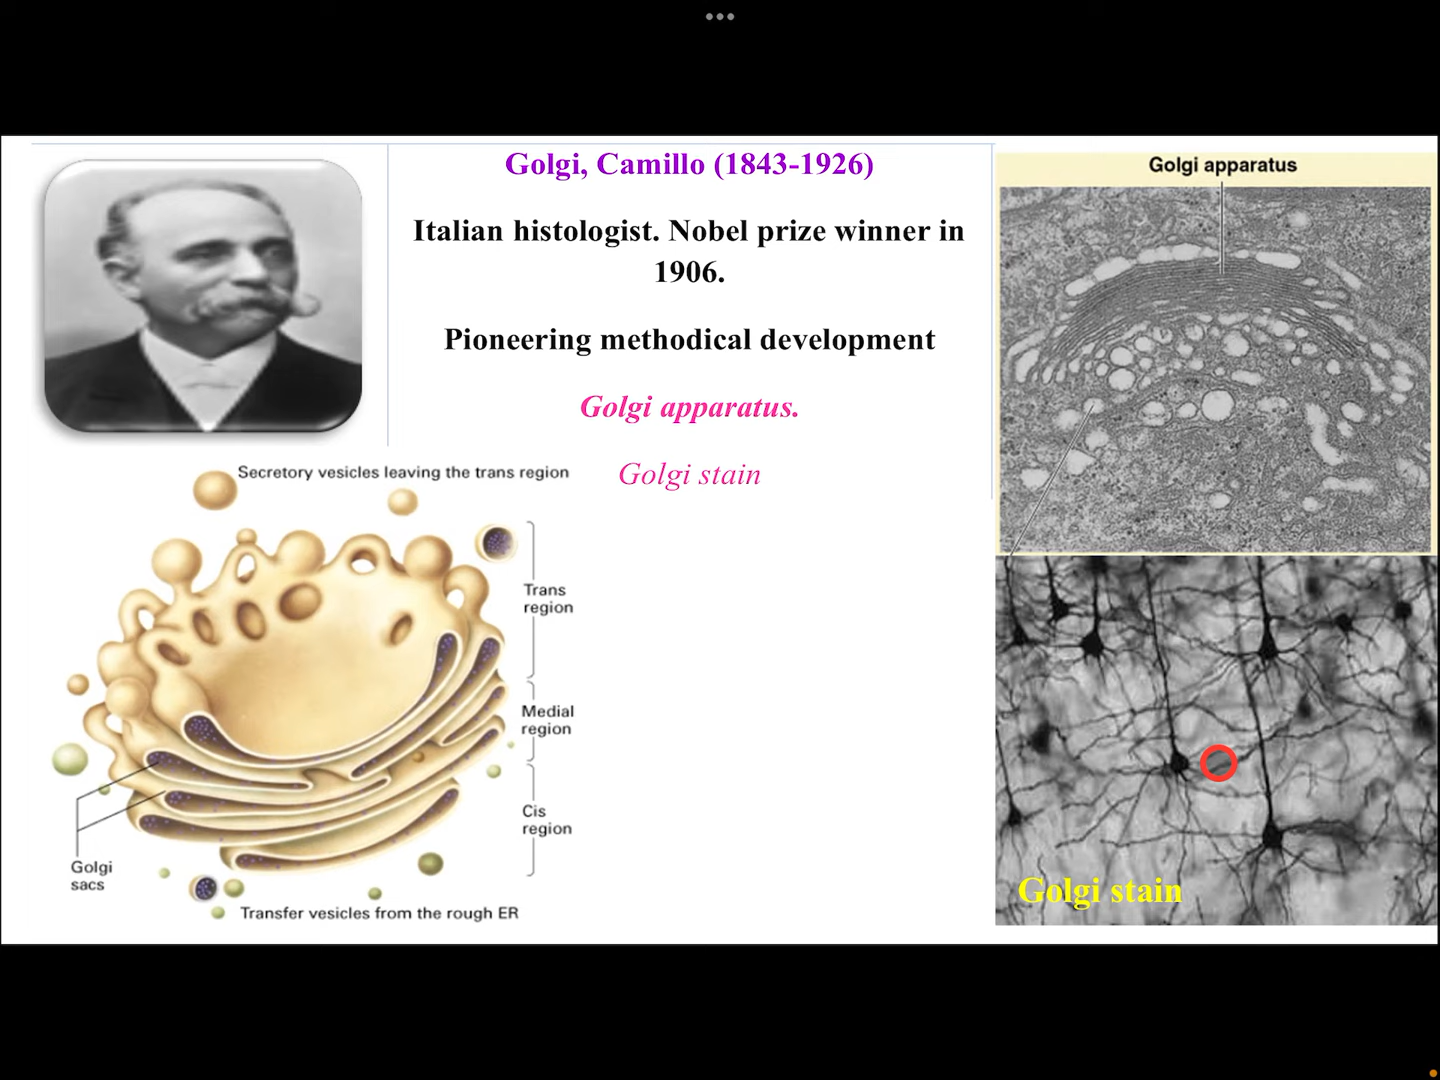 Golgi, Camillo (1843-1926)
Italian histologist. Nobel prize winner in
1906.
Pioneering methodical development
Golgi apparatus.
Golgi stain
Golgi apparatus
Secretory vesicles leaving the trans region
Trans
region
Medial
region
Cis
region
Golgi
sacs
Transfer vesicles from the rough ER
Golgi stain